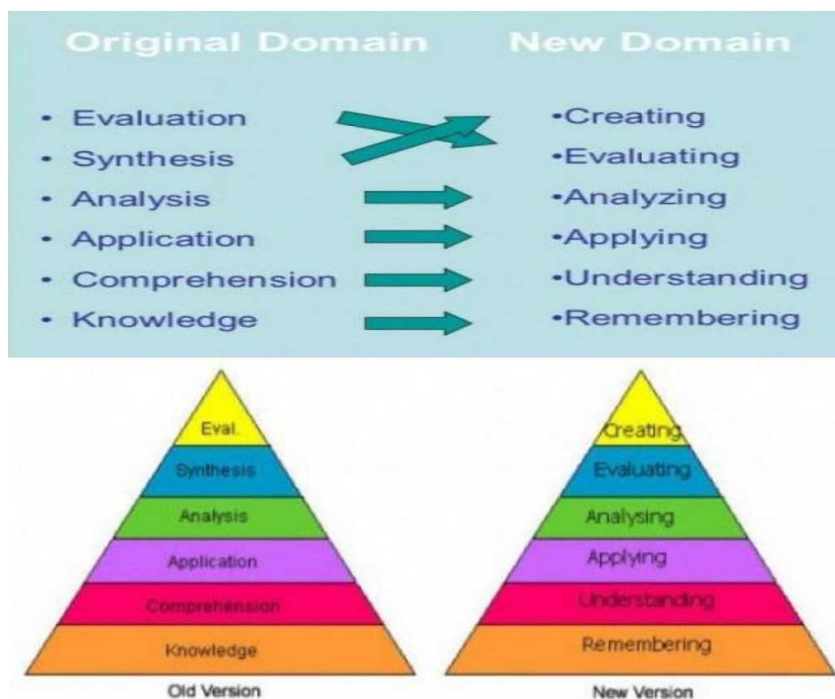 Original Domain New Domain
• Evaluation •Creating
• Synthesis •Evaluating
• Analysis •Analyzing
• Application •Applying
• Comprehension •Understanding
• Knowledge •Remembering
Eval.
Synthesis
Analysis
Application
Comprehension
Knowledge
Old Version
Creating
Evaluating
Analysing
Applying
Understanding
Remembering
New Version